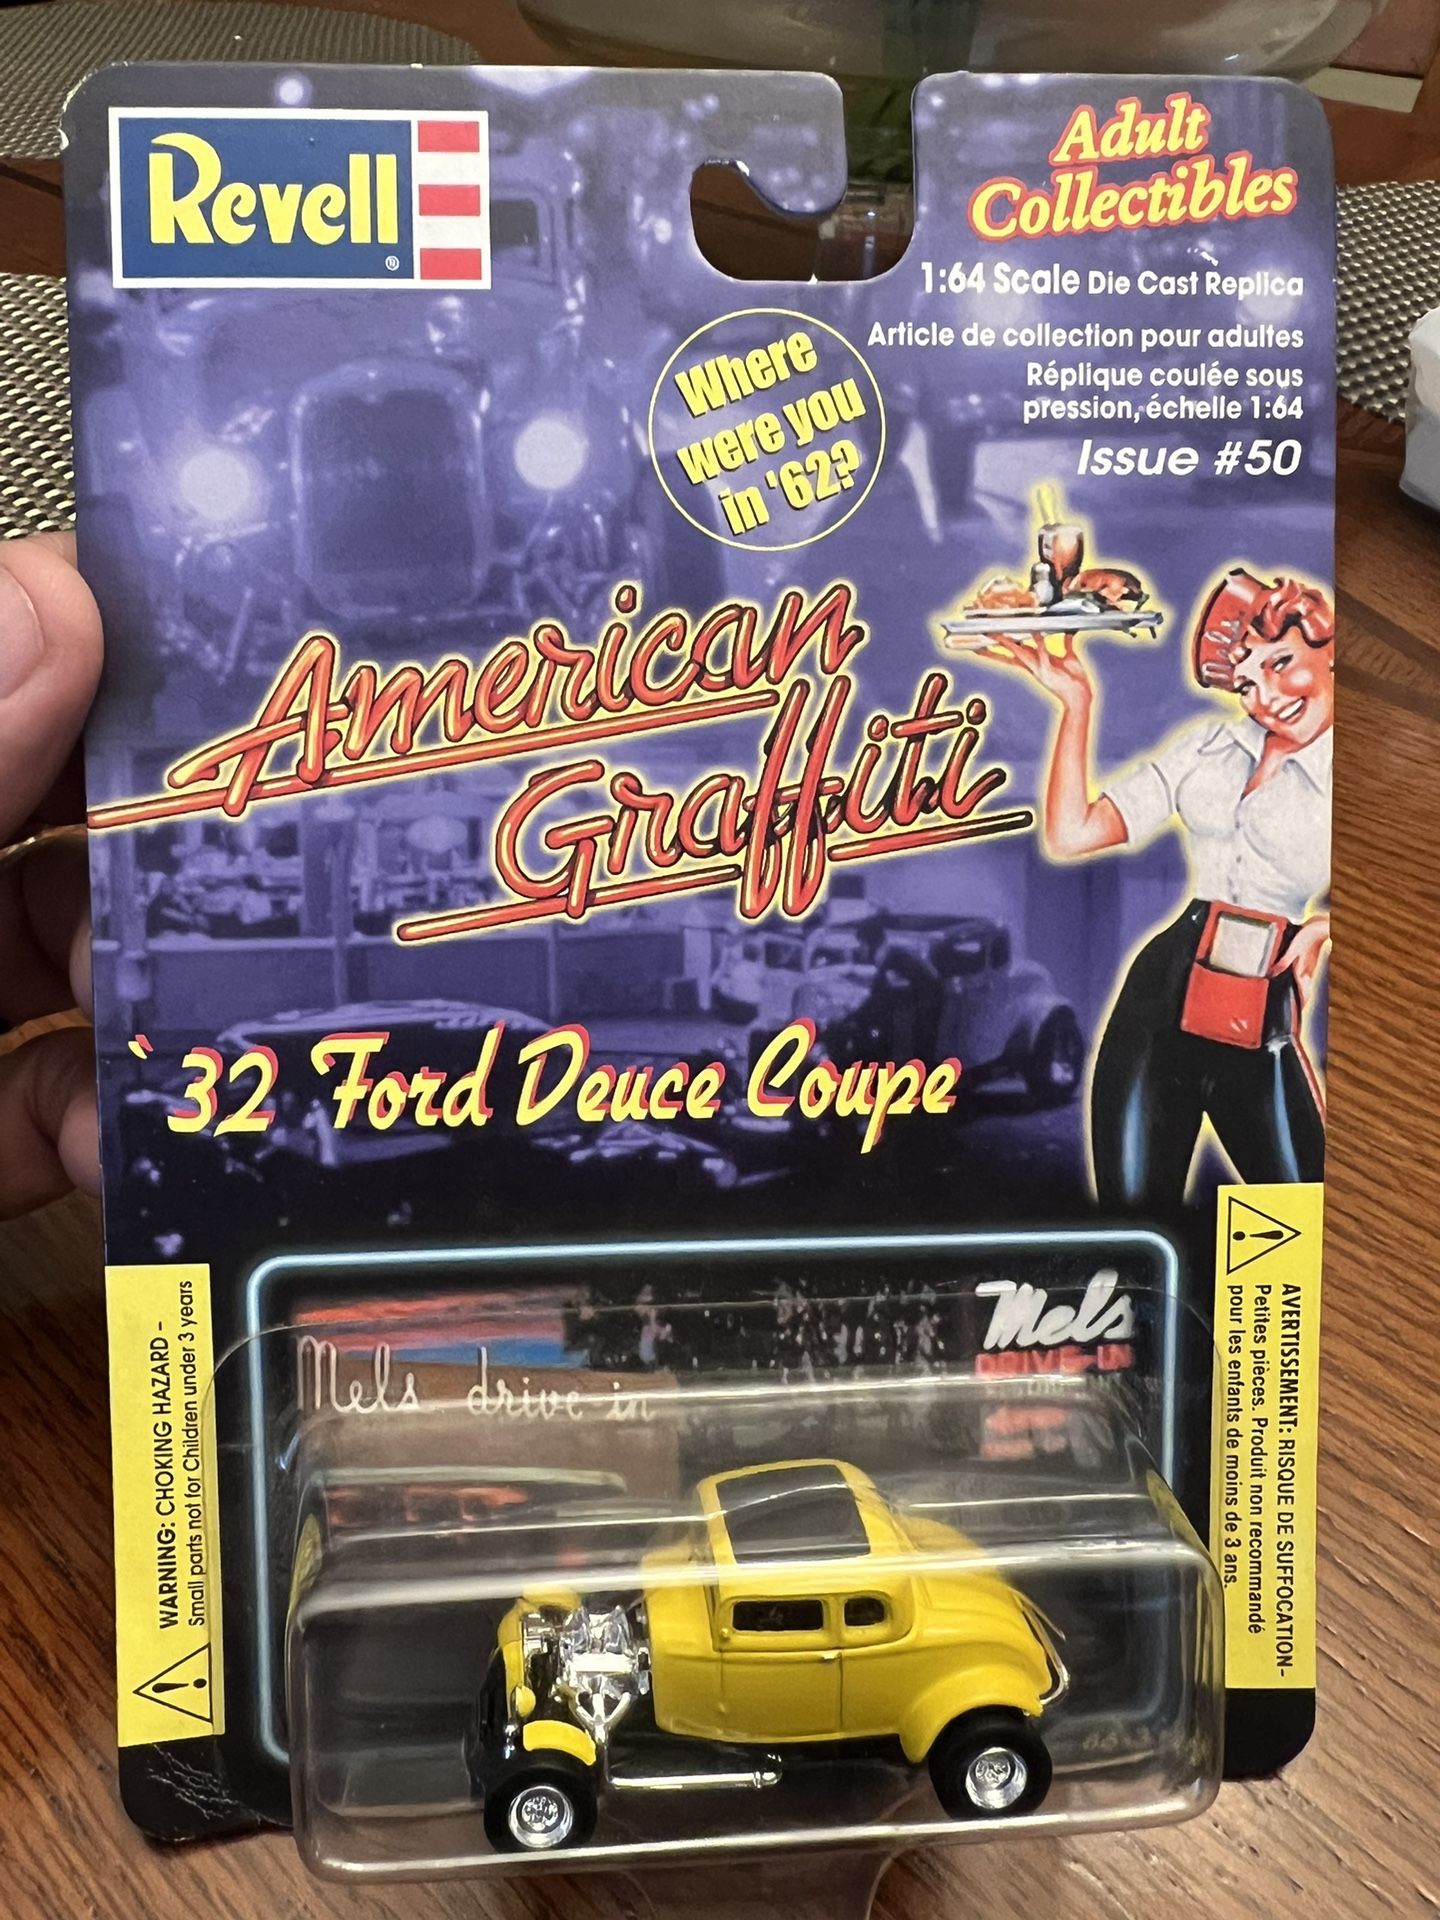 Revell
®
Adult
Collectibles
1:64 Scale Die Cast Replica
Article de collection pour adultes
Réplique coulée sous
pression, échelle 1:64
Issue #50
Where
were you
in '62?
Mels
American
Graffiti
'32 Ford Deuce Coupe
WARNING: CHOKING HAZARD -
Small parts not for Children under 3 years
AVERTISSEMENT: RISQUE DE SUFFOCATION-
Petites pièces. Produit non recommandé
pour les enfants de moins de 3 ans.
Mels drive in
Mels
DRIVE-IN